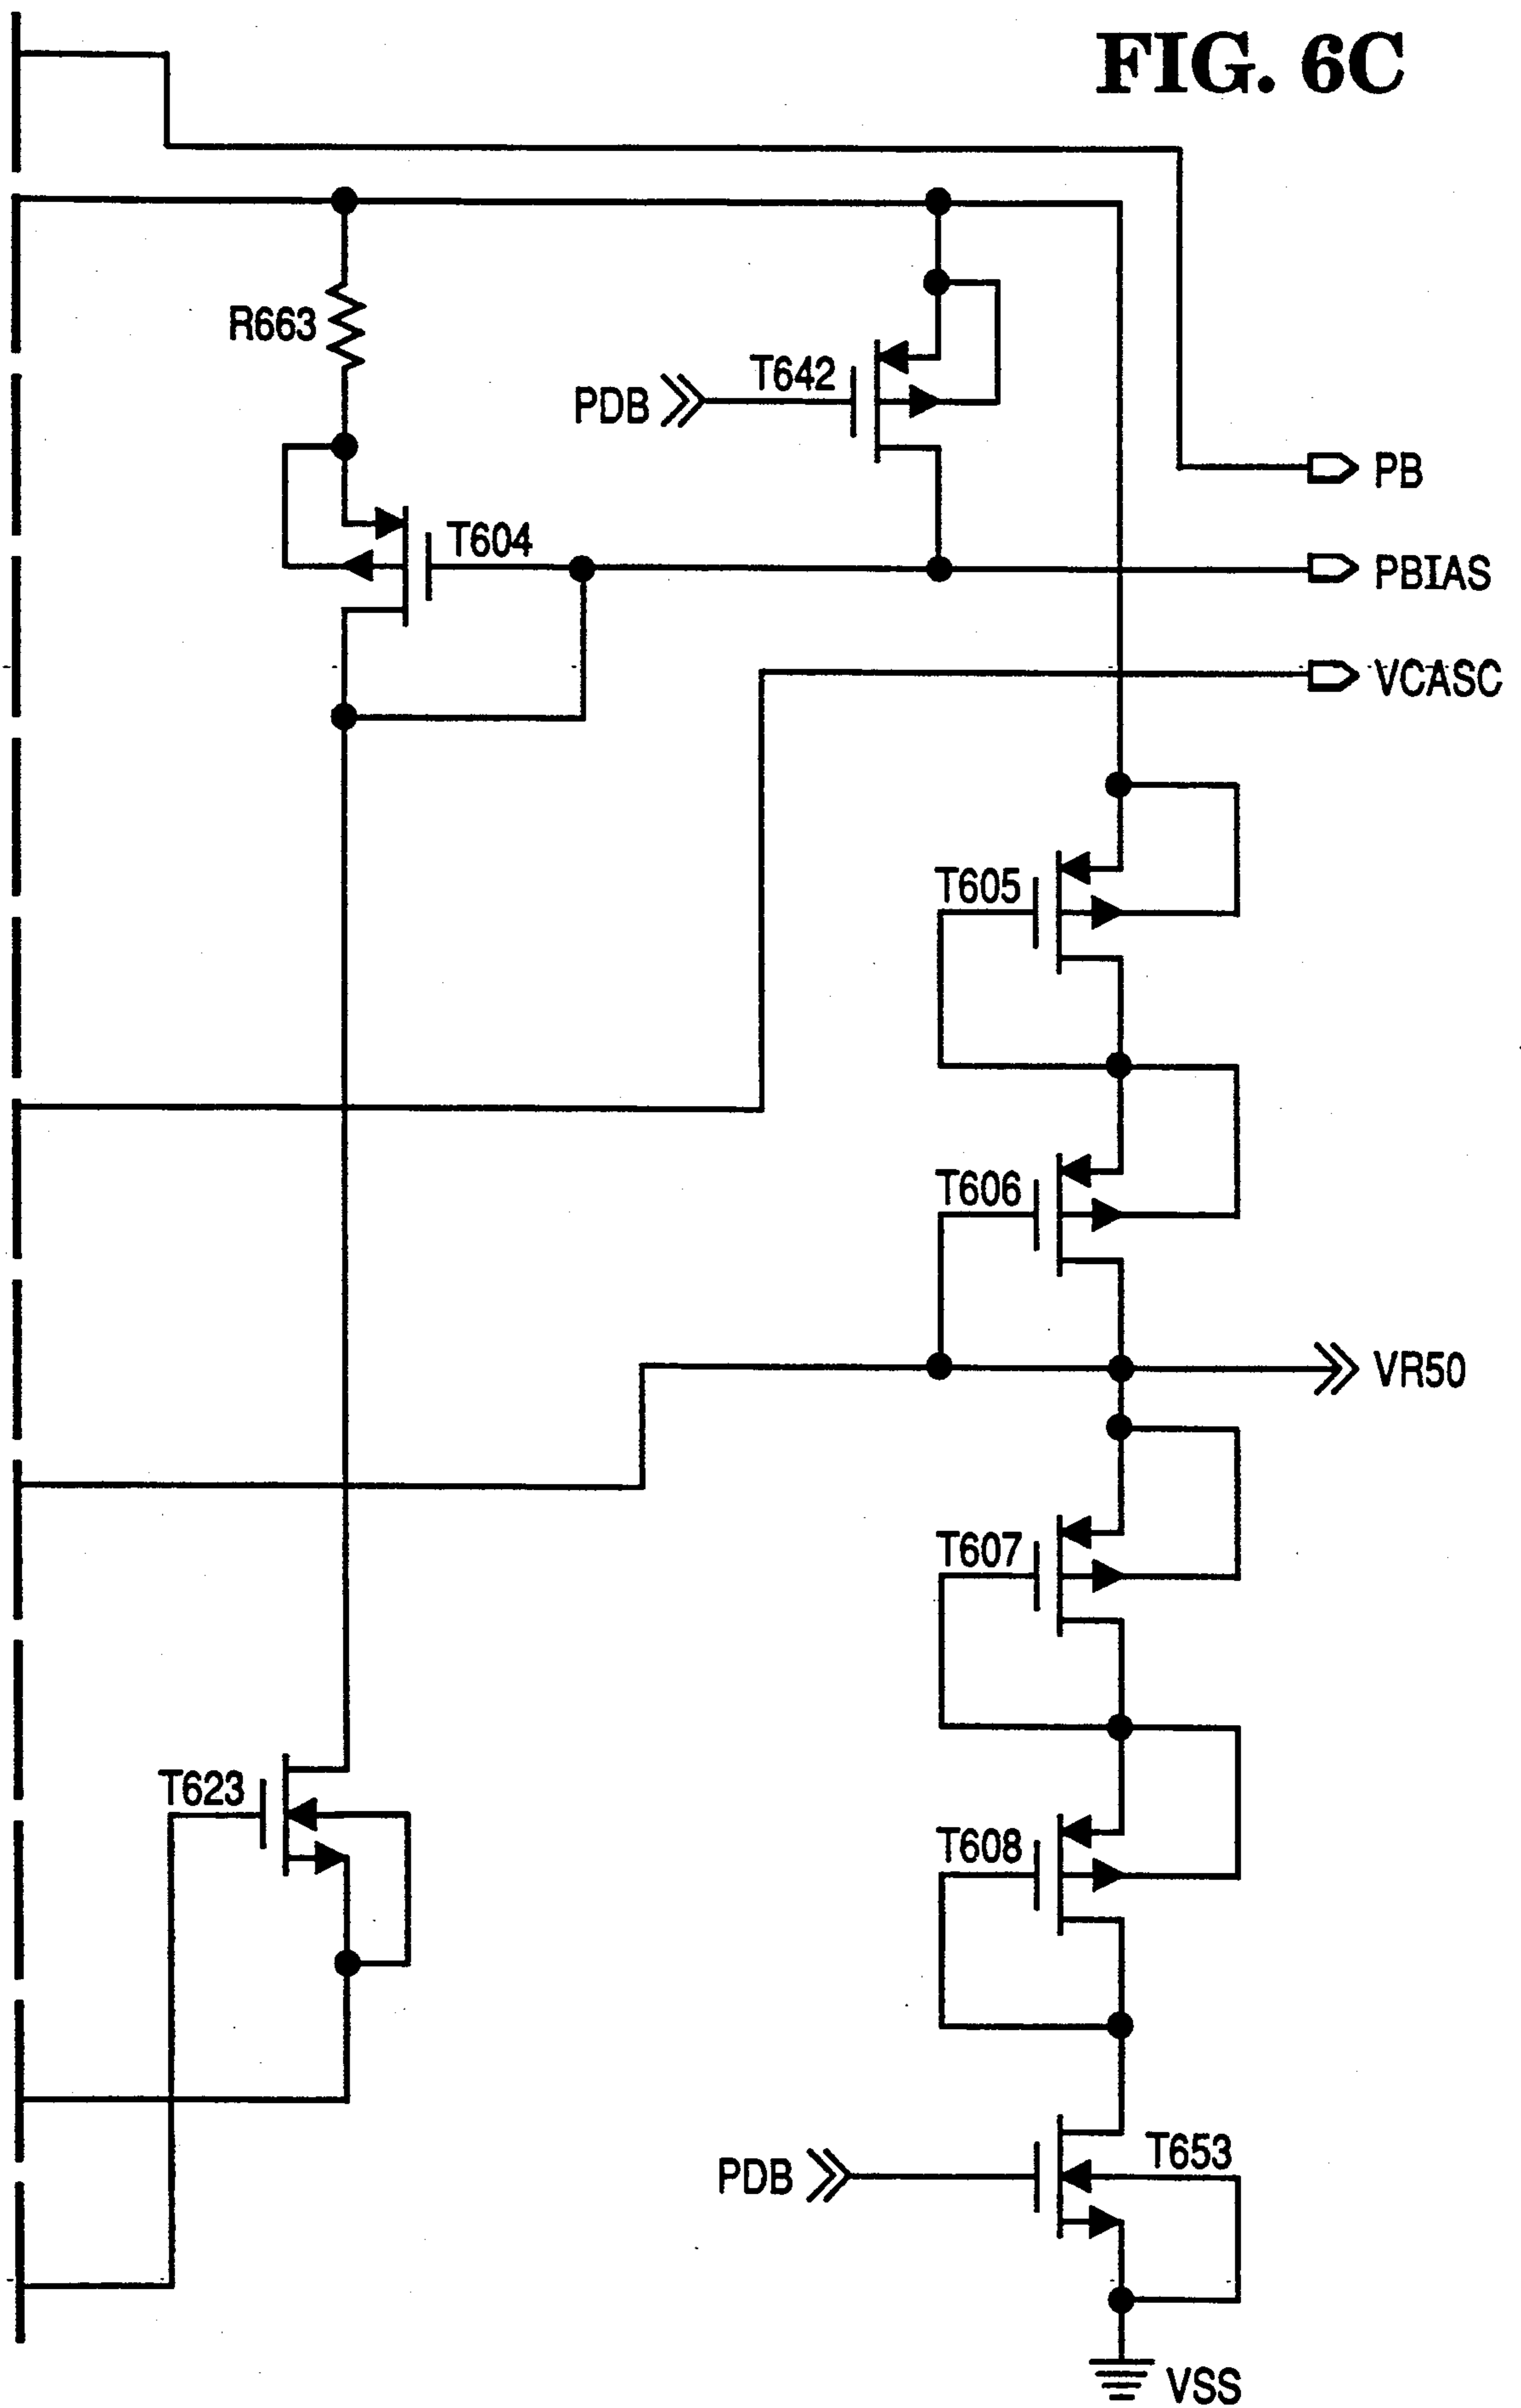 FIG. 6C
R663
T642
PDB
PB
T604
PBIAS
VCASC
T605
T606
VR50
T607
T623
T608
T653
PDB
VSS